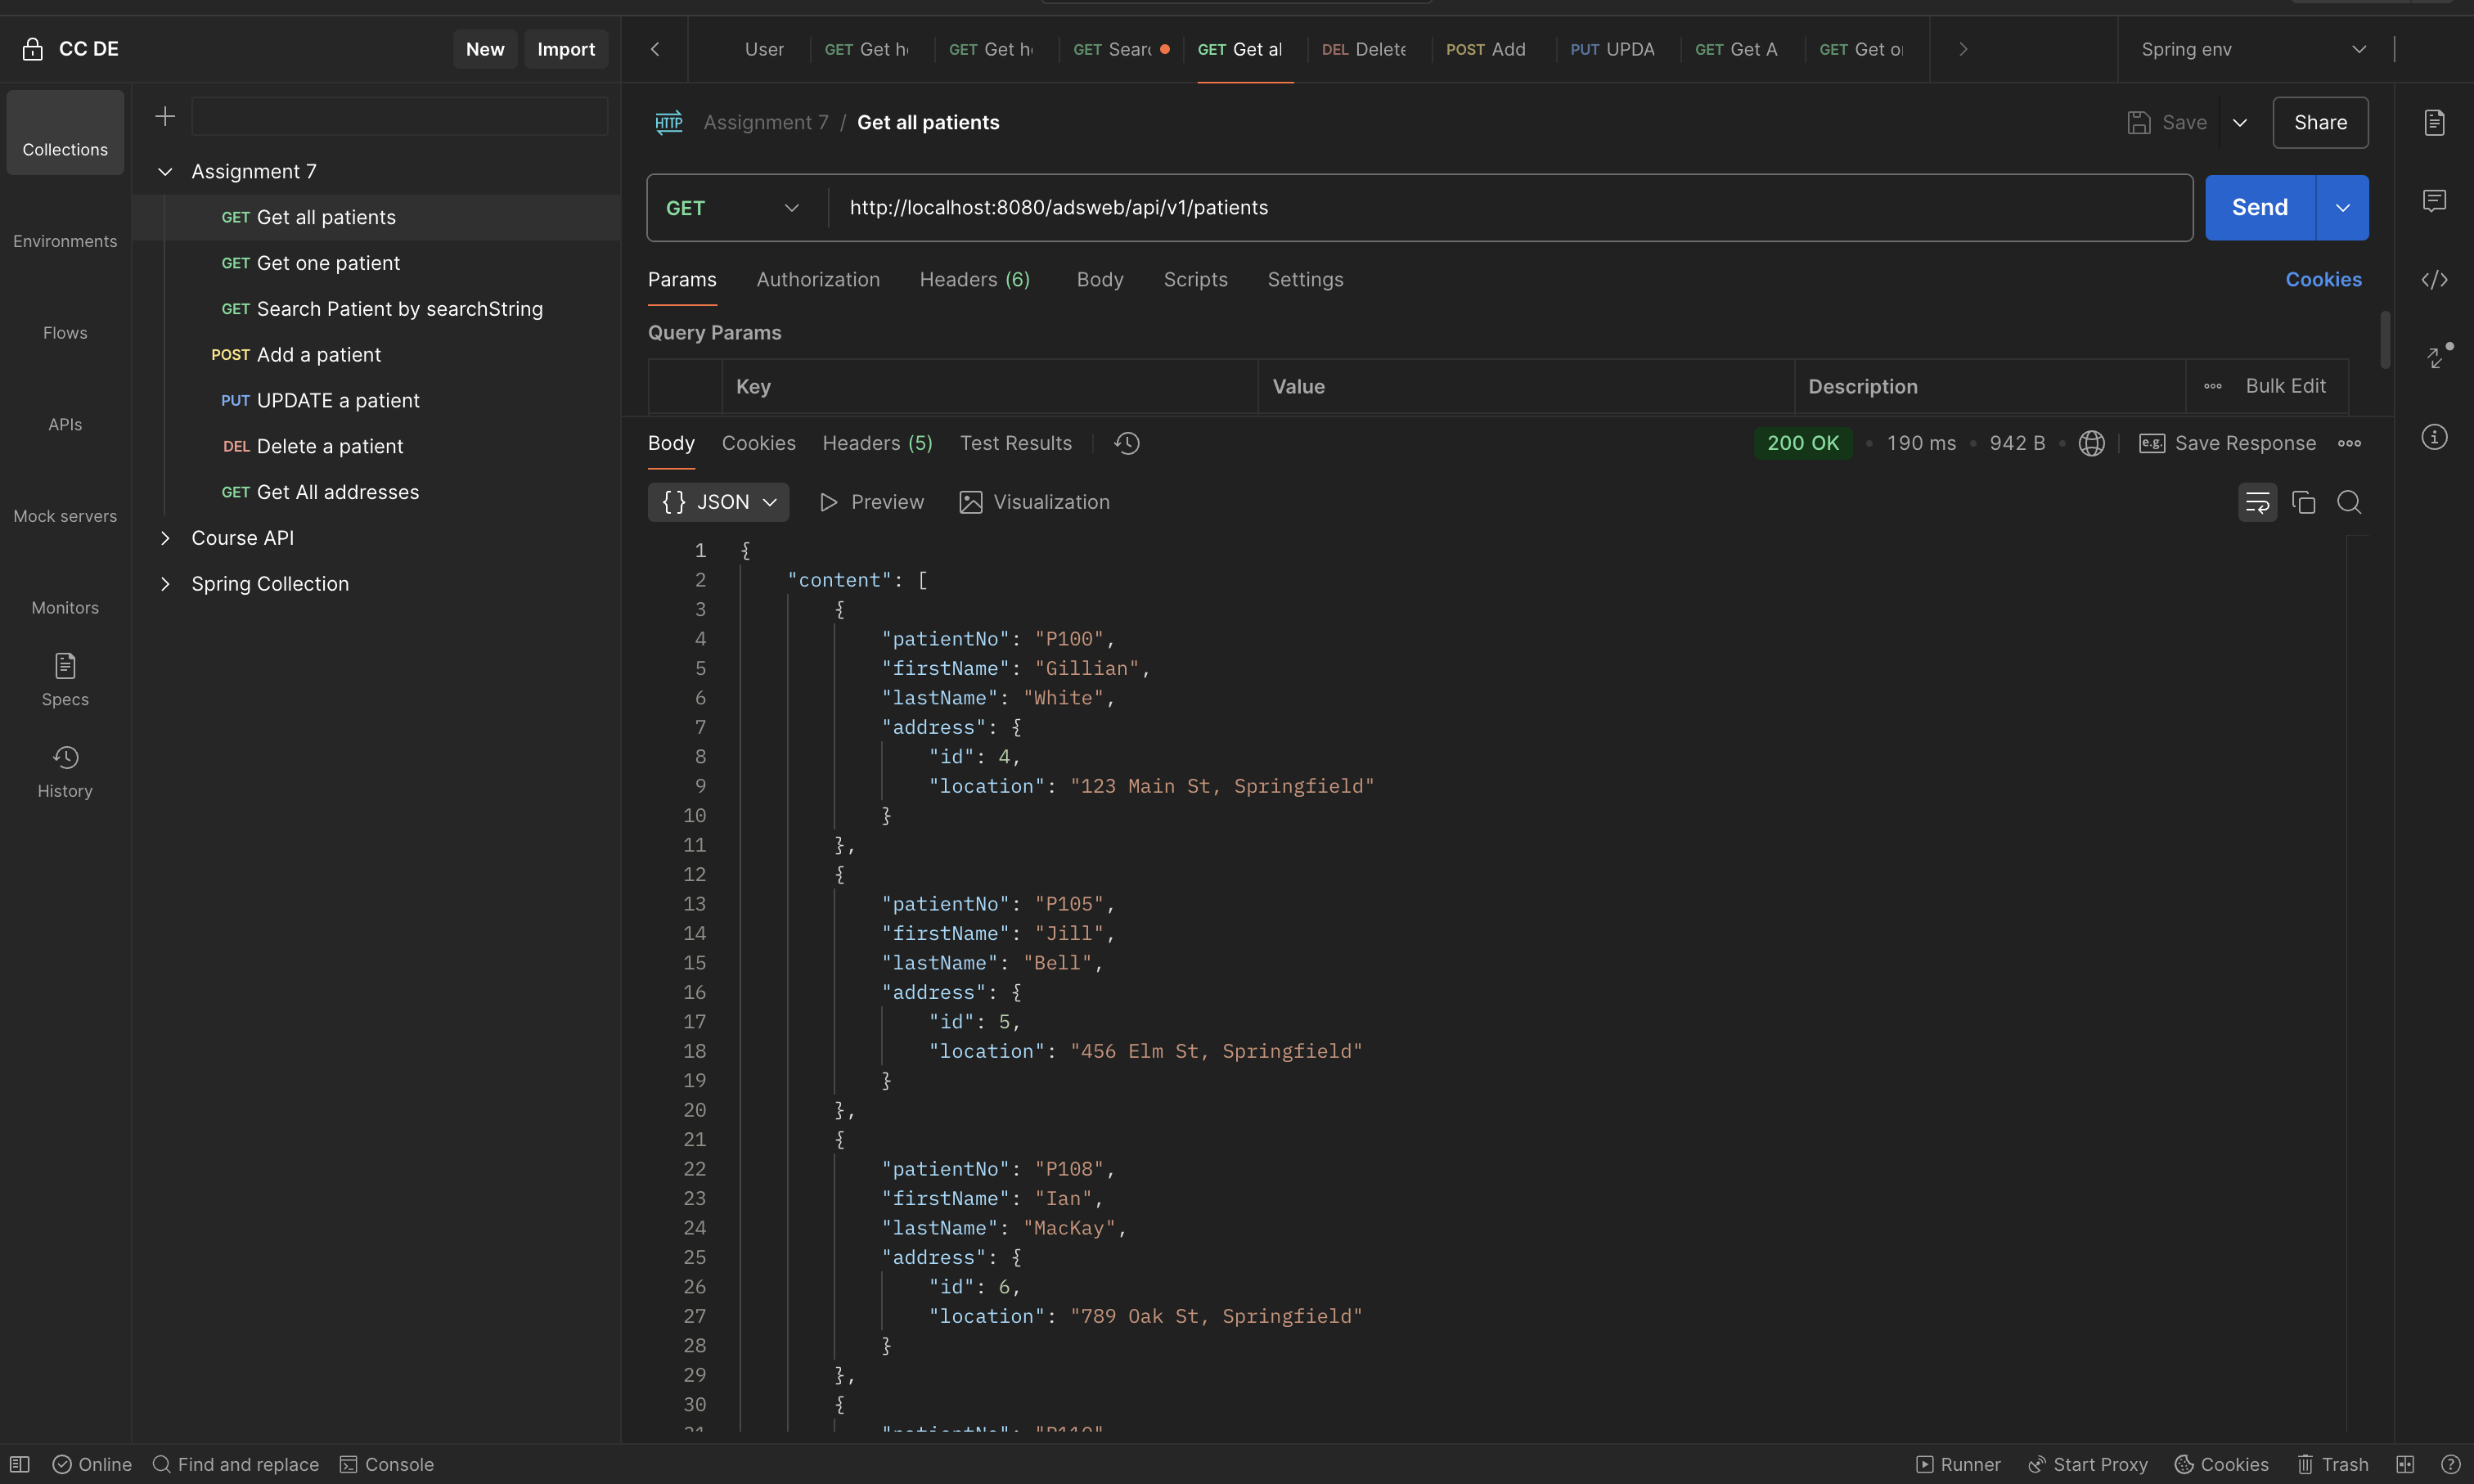 CC DE
New
Import
User
GET Get h
GET Get h
GET Sear
GET Get al
DEL Delete
POST Add
PUT UPDA
GET Get A
GET Get o
Spring env
Collections
Environments
Flows
APIs
Mock servers
Monitors
Specs
History
Assignment 7
GET Get all patients
GET Get one patient
GET Search Patient by searchString
POST Add a patient
PUT UPDATE a patient
DEL Delete a patient
GET Get All addresses
Course API
Spring Collection
HTTP Assignment 7 / Get all patients
Save
Share
GET http://localhost:8080/adsweb/api/v1/patients
Send
Params Authorization Headers (6) Body Scripts Settings
Cookies
Query Params
Key Value Description Bulk Edit
Body Cookies Headers (5) Test Results
200 OK • 190 ms • 942 B •
e.g. Save Response
{} JSON Preview Visualization
1 {
2 "content": [
3 {
4 "patientNo": "P100",
5 "firstName": "Gillian",
6 "lastName": "White",
7 "address": {
8 "id": 4,
9 "location": "123 Main St, Springfield"
10 }
11 },
12 {
13 "patientNo": "P105",
14 "firstName": "Jill",
15 "lastName": "Bell",
16 "address": {
17 "id": 5,
18 "location": "456 Elm St, Springfield"
19 }
20 },
21 {
22 "patientNo": "P108",
23 "firstName": "Ian",
24 "lastName": "MacKay",
25 "address": {
26 "id": 6,
27 "location": "789 Oak St, Springfield"
28 }
29 },
30 {
31 "patientNo": "P110"
Online Find and replace Console
Runner Start Proxy Cookies Trash